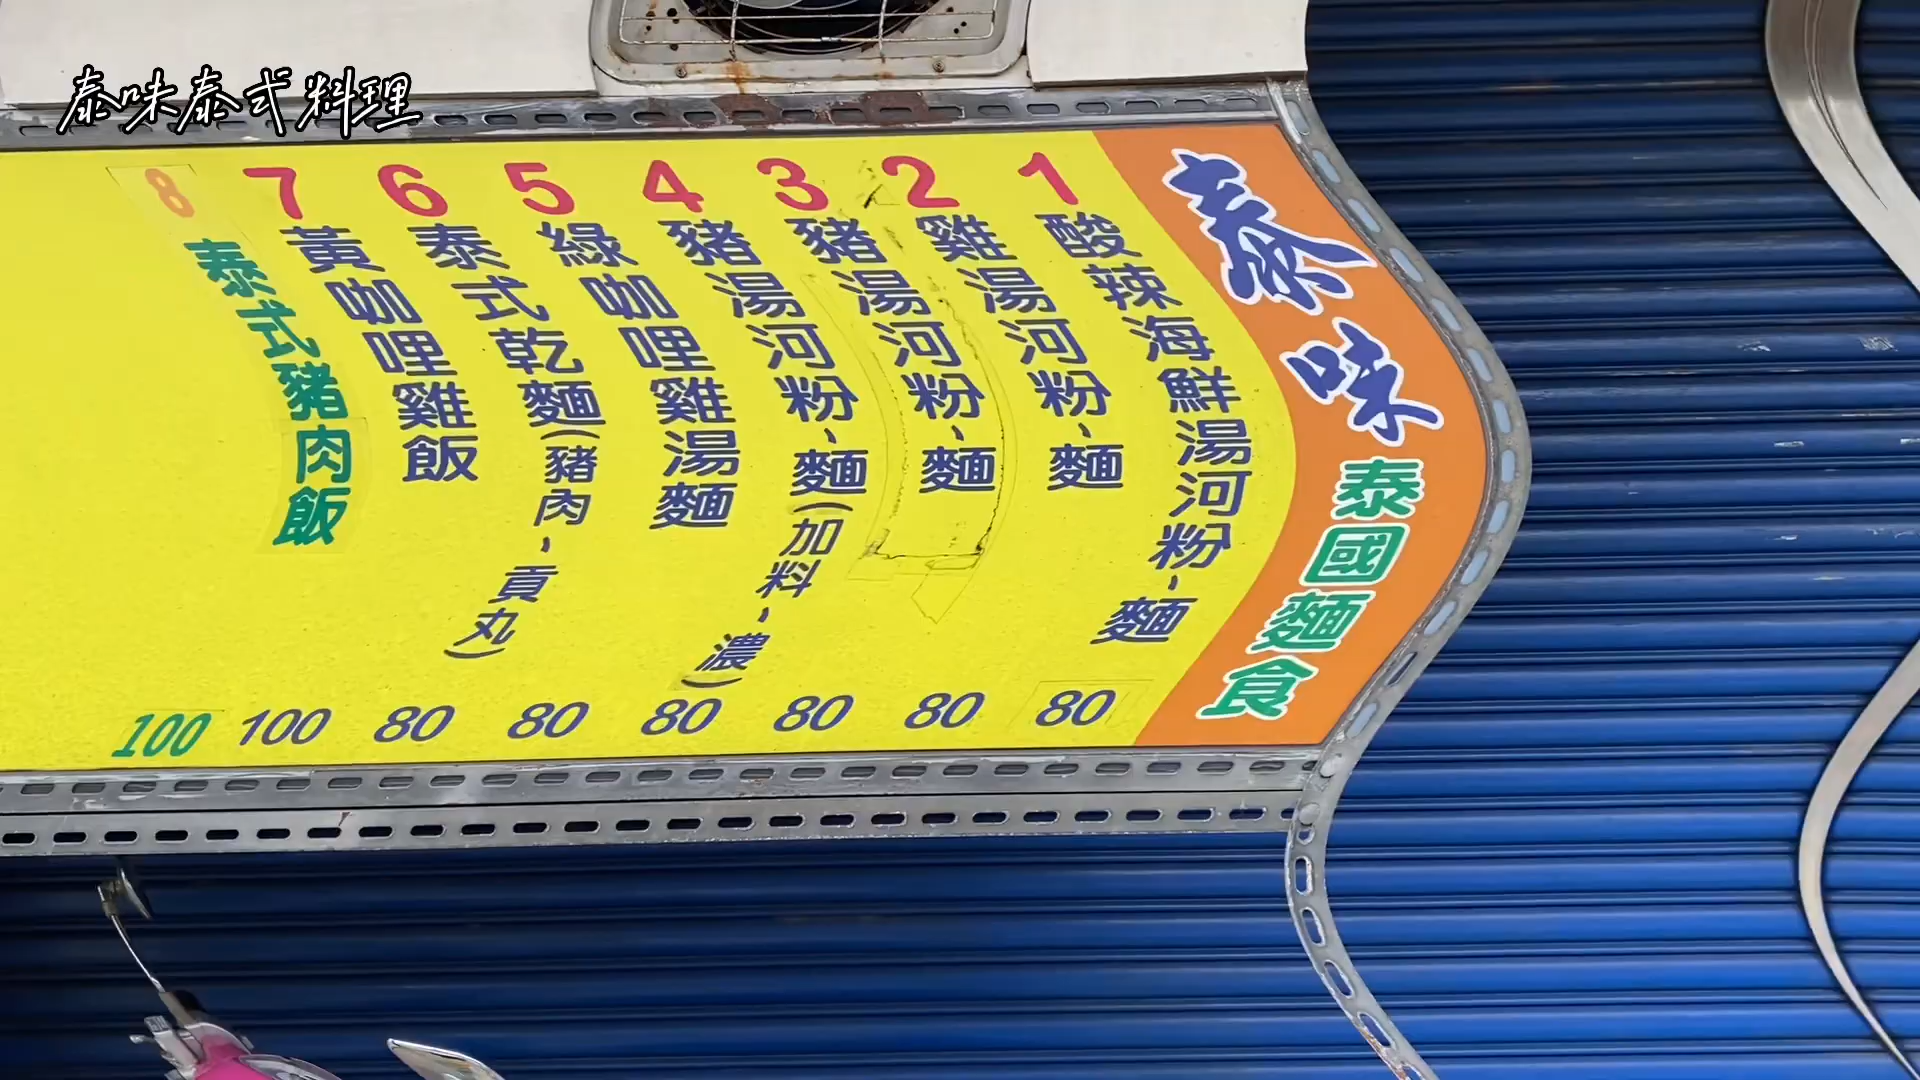 泰味泰式料理
泰味 泰國麵食
1 酸辣海鮮湯河粉、麵 80
2 雞湯河粉、麵 80
3 豬湯河粉、麵 80
4 豬湯河粉、麵(加料、濃) 80
5 綠咖哩雞湯麵 80
6 泰式乾麵(豬肉、貢丸) 80
7 黃咖哩雞飯 100
8 泰式豬肉飯 100